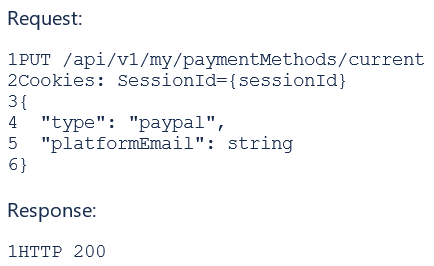 Request:
1PUT /api/v1/my/paymentMethods/current
2Cookies: SessionId={sessionId}
3{
4  "type": "paypal",
5  "platformEmail": string
6}
Response:
1HTTP 200